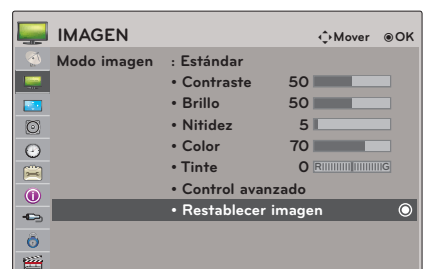 IMAGEN Mover OK
Modo imagen : Estándar
• Contraste 50
• Brillo 50
• Nitidez 5
• Color 70
• Tinte 0 R G
• Control avanzado
• Restablecer imagen